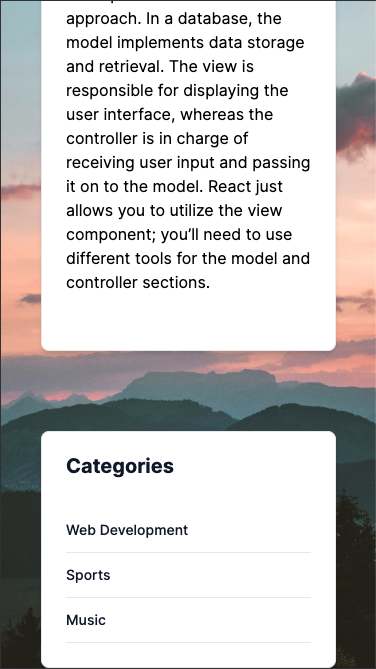 approach. In a database, the
model implements data storage
and retrieval. The view is
responsible for displaying the
user interface, whereas the
controller is in charge of
receiving user input and passing
it on to the model. React just
allows you to utilize the view
component; you’ll need to use
different tools for the model and
controller sections.
Categories
Web Development
Sports
Music